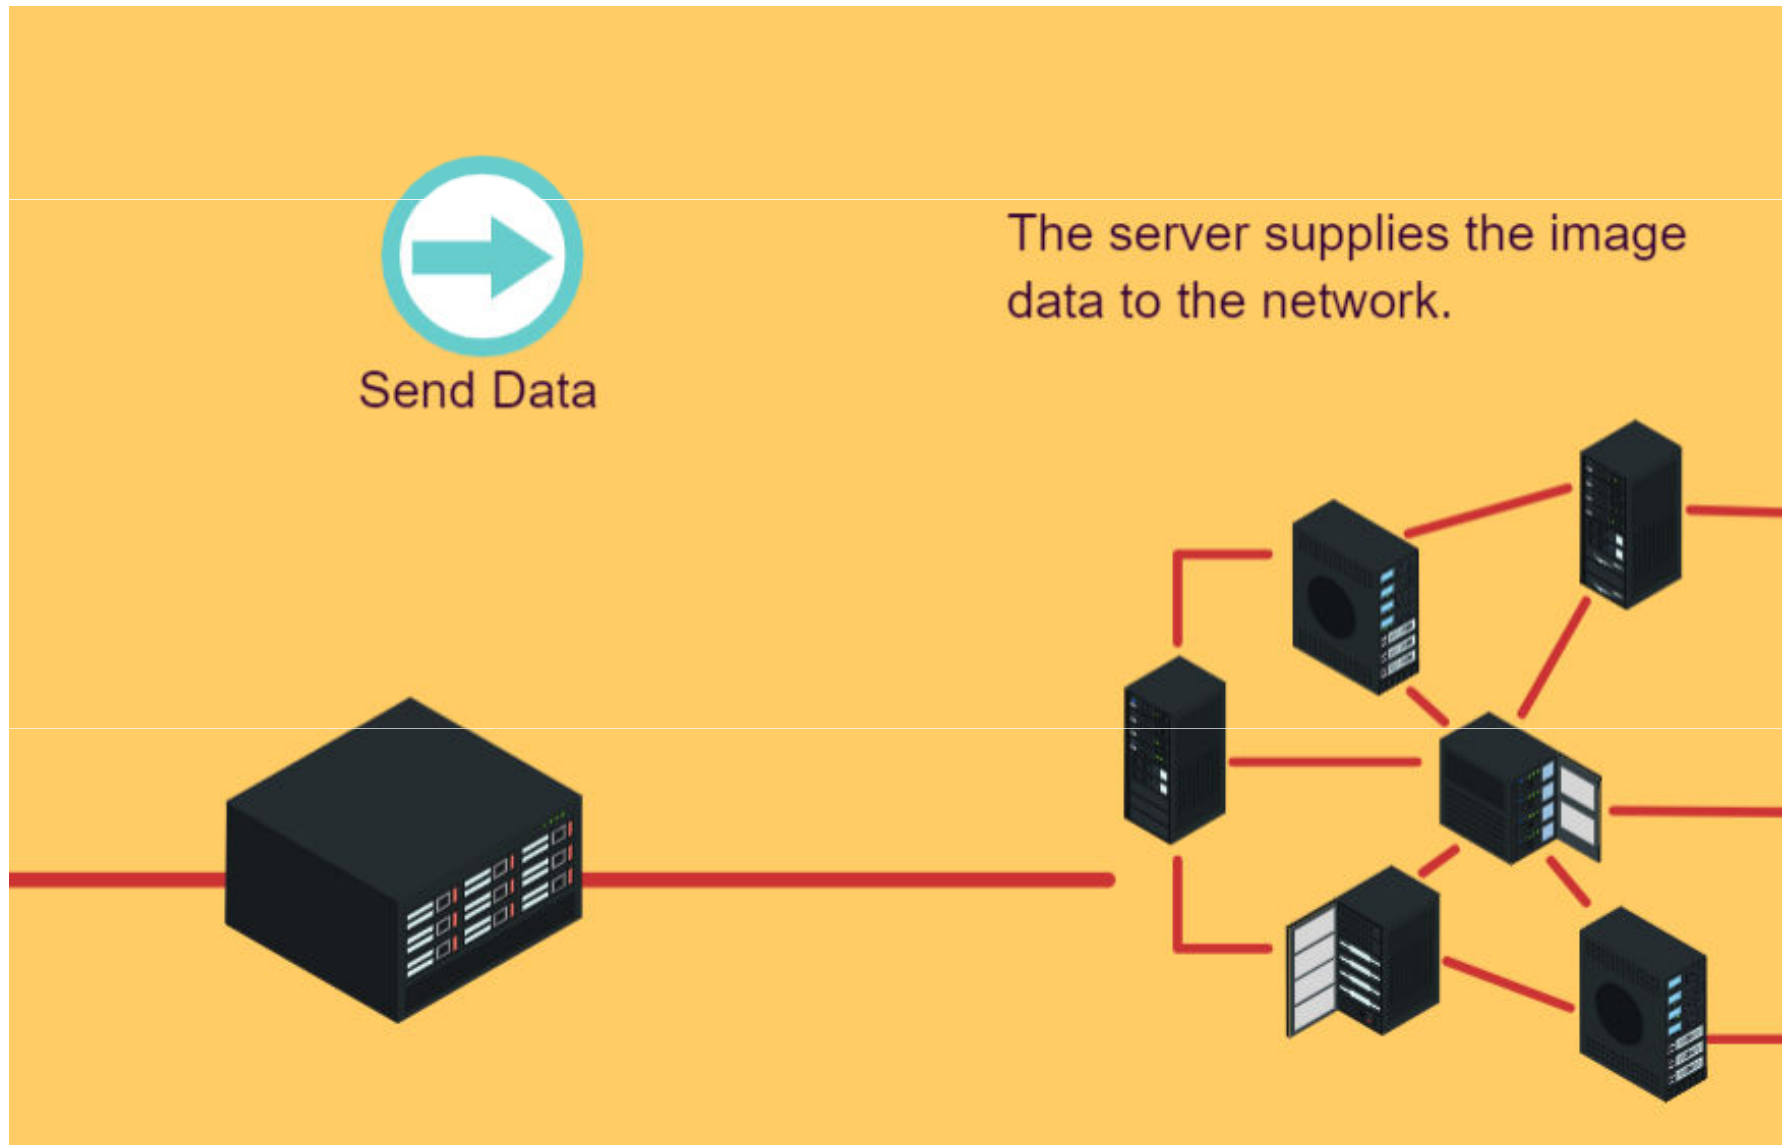 The server supplies the image
data to the network.
Send Data